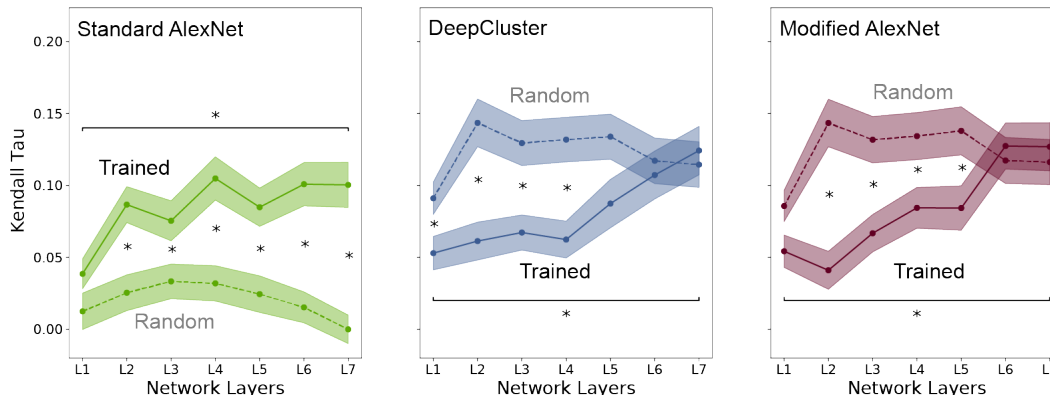 Standard AlexNet
DeepCluster
Modified AlexNet
Kendall Tau
0.20
0.15
0.10
0.05
0.00
*
Trained
* * * * * *
Random
L1 L2 L3 L4 L5 L6 L7
Network Layers
Random
* * * *
Trained
*
L1 L2 L3 L4 L5 L6 L7
Network Layers
Random
* * * *
Trained
*
L1 L2 L3 L4 L5 L6 L
Network Layers